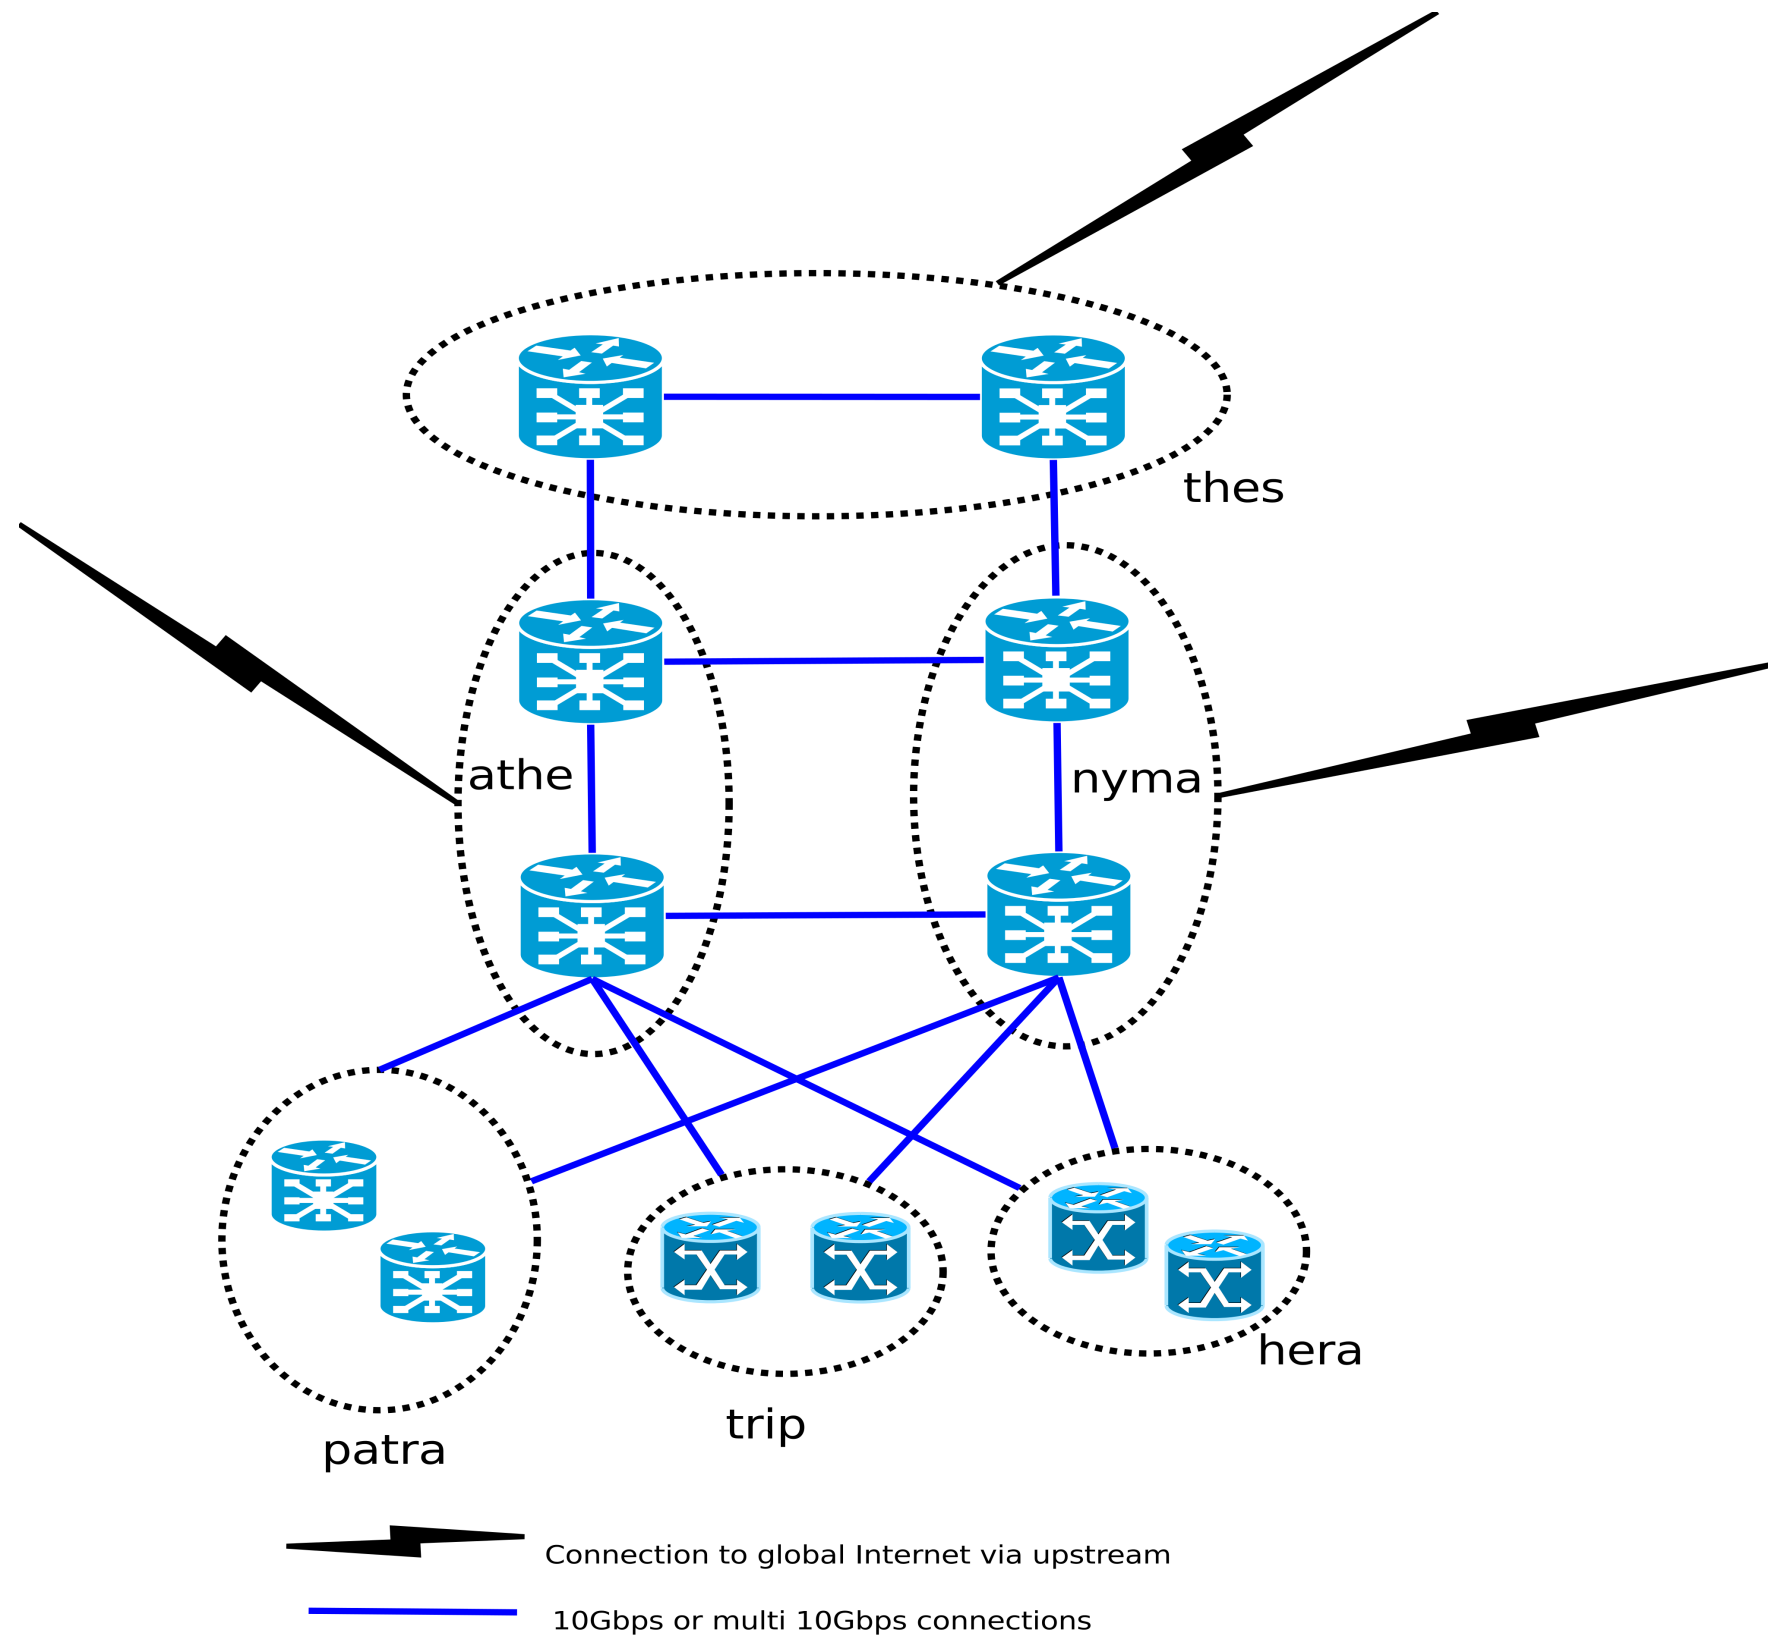 thes
athe
nyma
hera
trip
patra
Connection to global Internet via upstream
10Gbps or multi 10Gbps connections